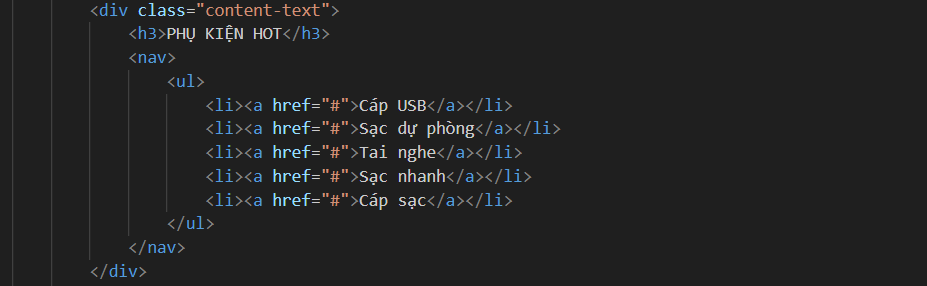 <div class="content-text">
<h3>PHỤ KIỆN HOT</h3>
<nav>
<ul>
<li><a href="#">Cáp USB</a></li>
<li><a href="#">Sạc dự phòng</a></li>
<li><a href="#">Tai nghe</a></li>
<li><a href="#">Sạc nhanh</a></li>
<li><a href="#">Cáp sạc</a></li>
</ul>
</nav>
</div>